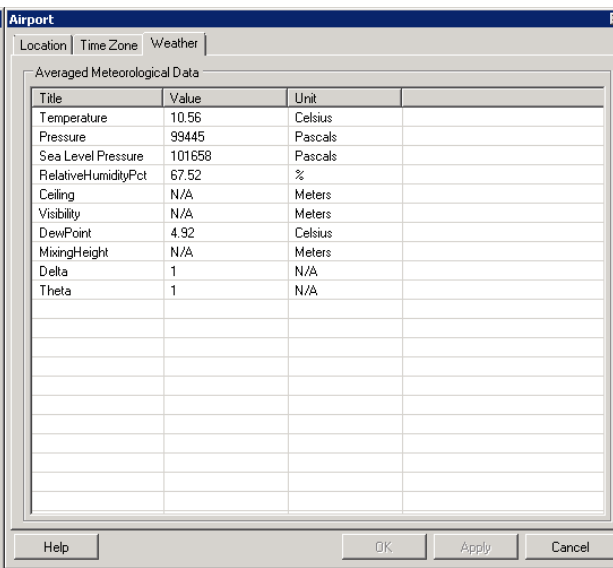 Airport
Location Time Zone Weather
Averaged Meteorological Data
Title Value Unit
Temperature 10.56 Celsius
Pressure 99445 Pascals
Sea Level Pressure 101658 Pascals
RelativeHumidityPct 67.52 %
Ceiling N/A Meters
Visibility N/A Meters
DewPoint 4.92 Celsius
MixingHeight N/A Meters
Delta 1 N/A
Theta 1 N/A
Help OK Apply Cancel